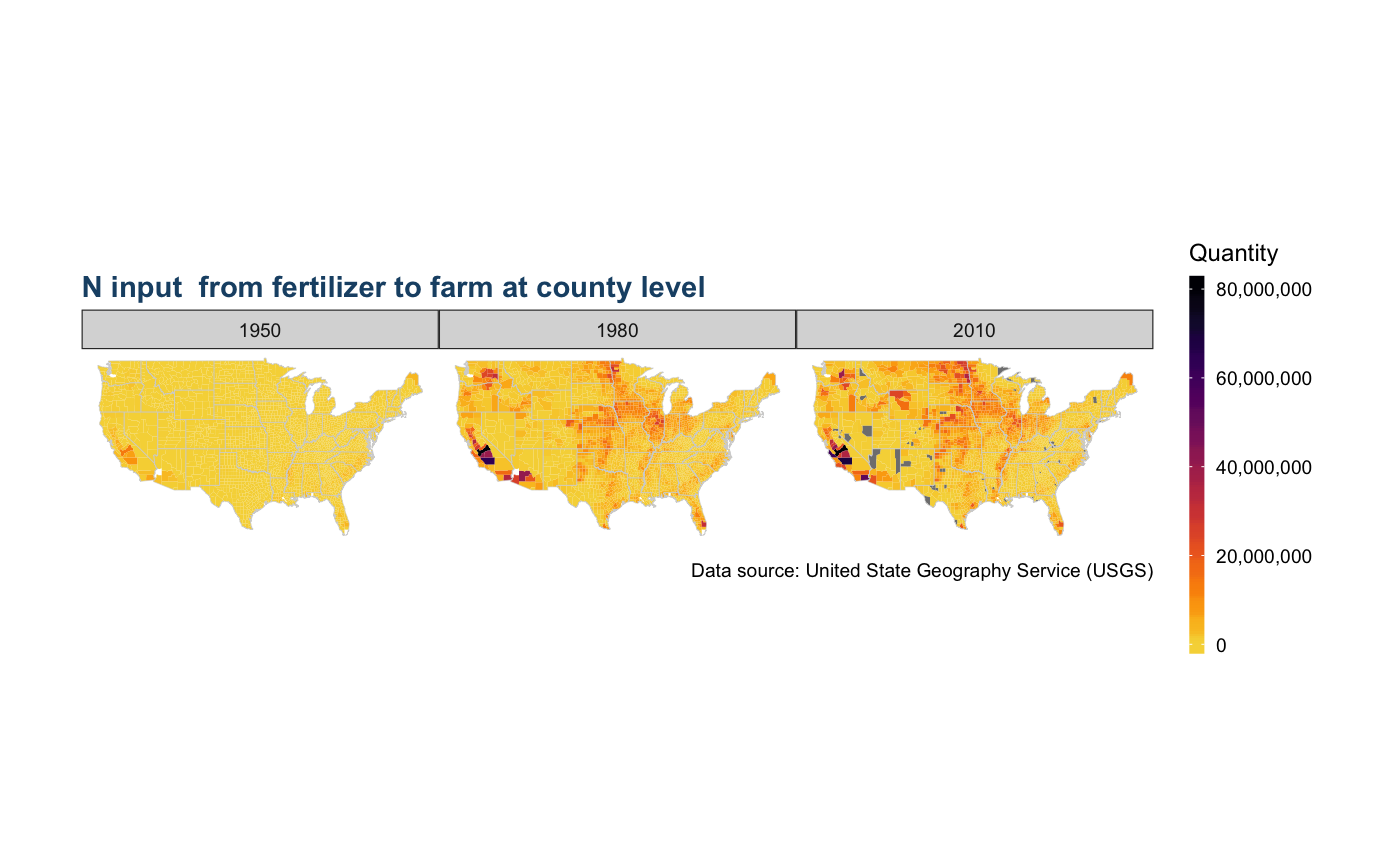 Quantity
N input  from fertilizer to farm at county level
1950 1980 2010
80,000,000
60,000,000
40,000,000
20,000,000
0
Data source: United State Geography Service (USGS)